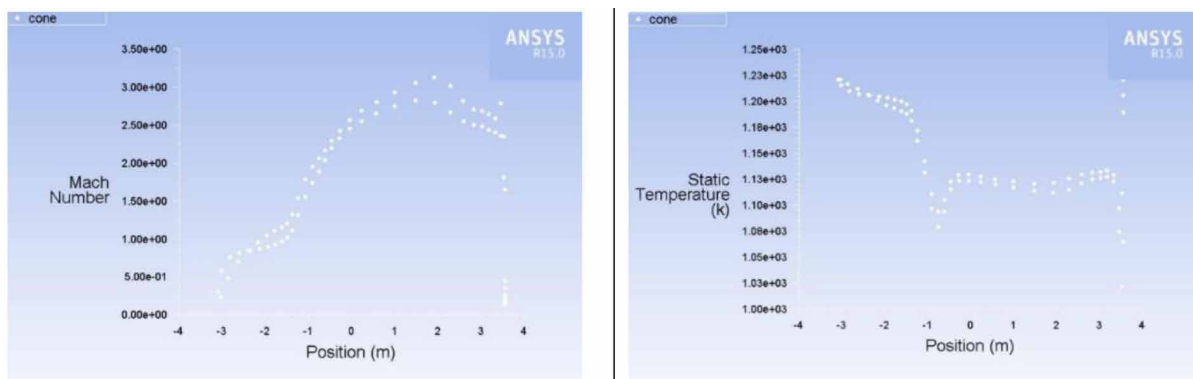 cone
ANSYS
R15.0
3.50e+00
3.00e+00
2.50e+00
2.00e+00
1.50e+00
1.00e+00
5.00e-01
0.00e+00
Mach
Number
-4 -3 -2 -1 0 1 2 3 4
Position (m)
cone
ANSYS
R15.0
1.25e+03
1.23e+03
1.20e+03
1.18e+03
1.15e+03
1.13e+03
1.10e+03
1.08e+03
1.05e+03
1.03e+03
1.00e+03
Static
Temperature
(k)
-4 -3 -2 -1 0 1 2 3 4
Position (m)